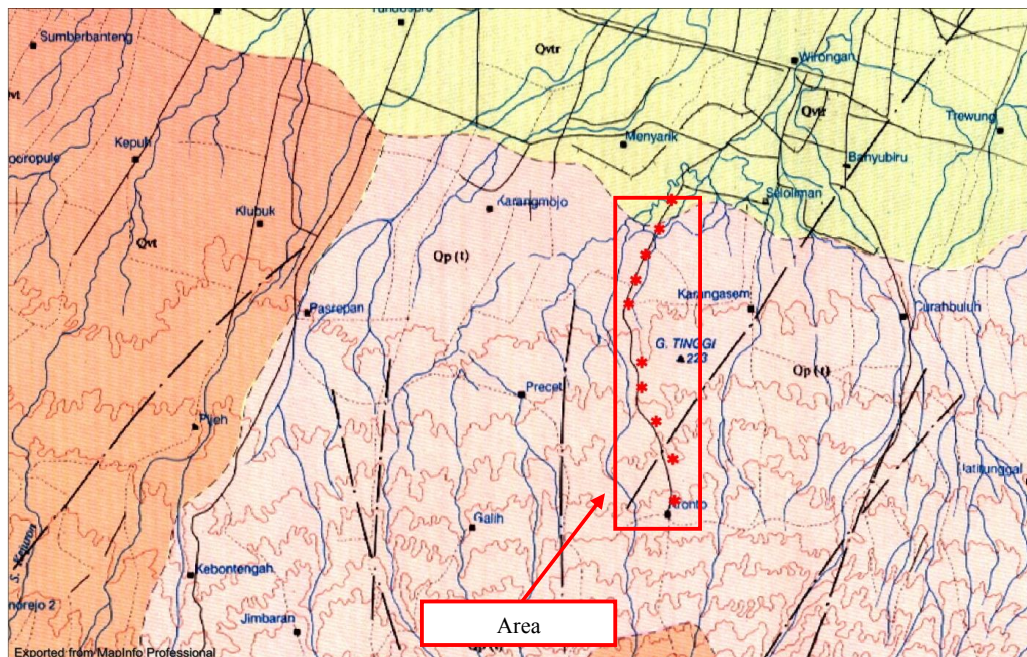 Sumberbanteng
Qvtr
Wirongan
Qvtr
Trewung
Menyarik
Kepuh
Banyubiru
Seloliman
Karangmojo
Klubuk
Qvt
Qp (t)
Karangasem
Curahbuluh
Pasrepan
G. TINGGI
223
Qp (t)
Precet
Pijeh
Galih
Kebontengah
Jimbaran
Area
Exported from MapInfo Professional